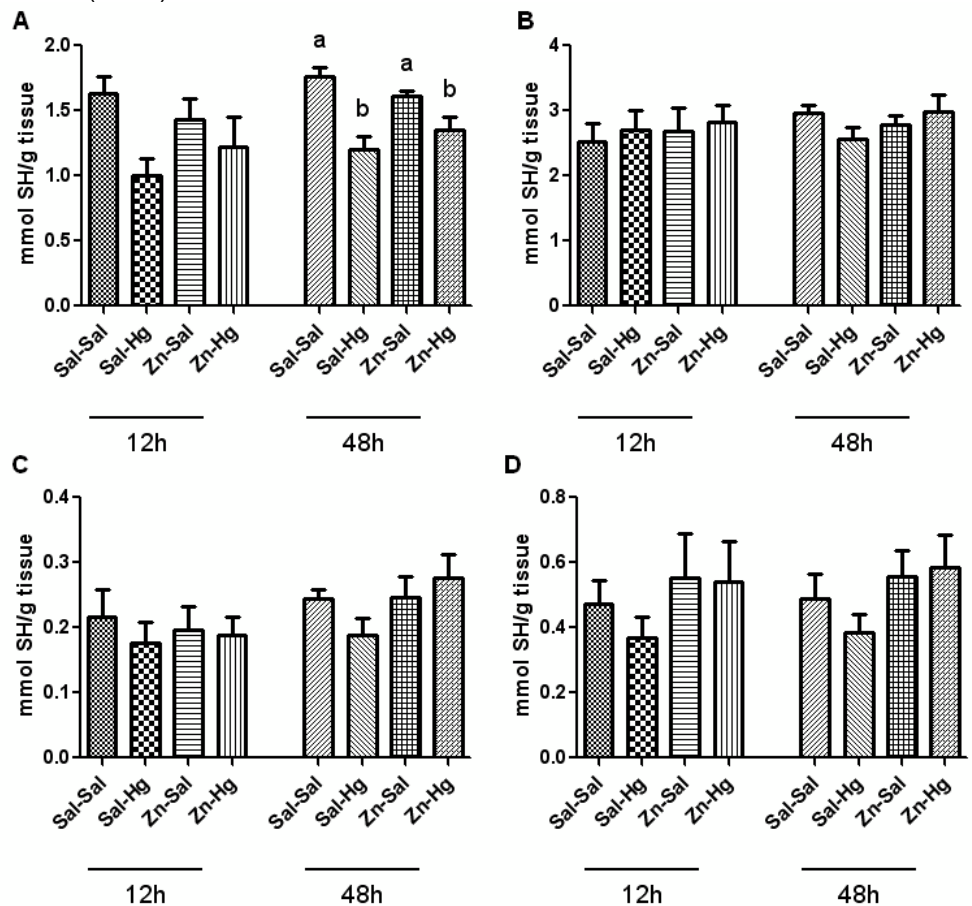 A
mmol SH/g tissue
2.0
1.5
1.0
0.5
0.0
a
b
a
b
Sal-Sal
Sal-Hg
Zn-Sal
Zn-Hg
Sal-Sal
Sal-Hg
Zn-Sal
Zn-Hg
12h
48h
B
mmol SH/g tissue
4
3
2
1
0
Sal-Sal
Sal-Hg
Zn-Sal
Zn-Hg
Sal-Sal
Sal-Hg
Zn-Sal
Zn-Hg
12h
48h
C
mmol SH/g tissue
0.4
0.3
0.2
0.1
0.0
Sal-Sal
Sal-Hg
Zn-Sal
Zn-Hg
Sal-Sal
Sal-Hg
Zn-Sal
Zn-Hg
12h
48h
D
mmol SH/g tissue
0.8
0.6
0.4
0.2
0.0
Sal-Sal
Sal-Hg
Zn-Sal
Zn-Hg
Sal-Sal
Sal-Hg
Zn-Sal
Zn-Hg
12h
48h